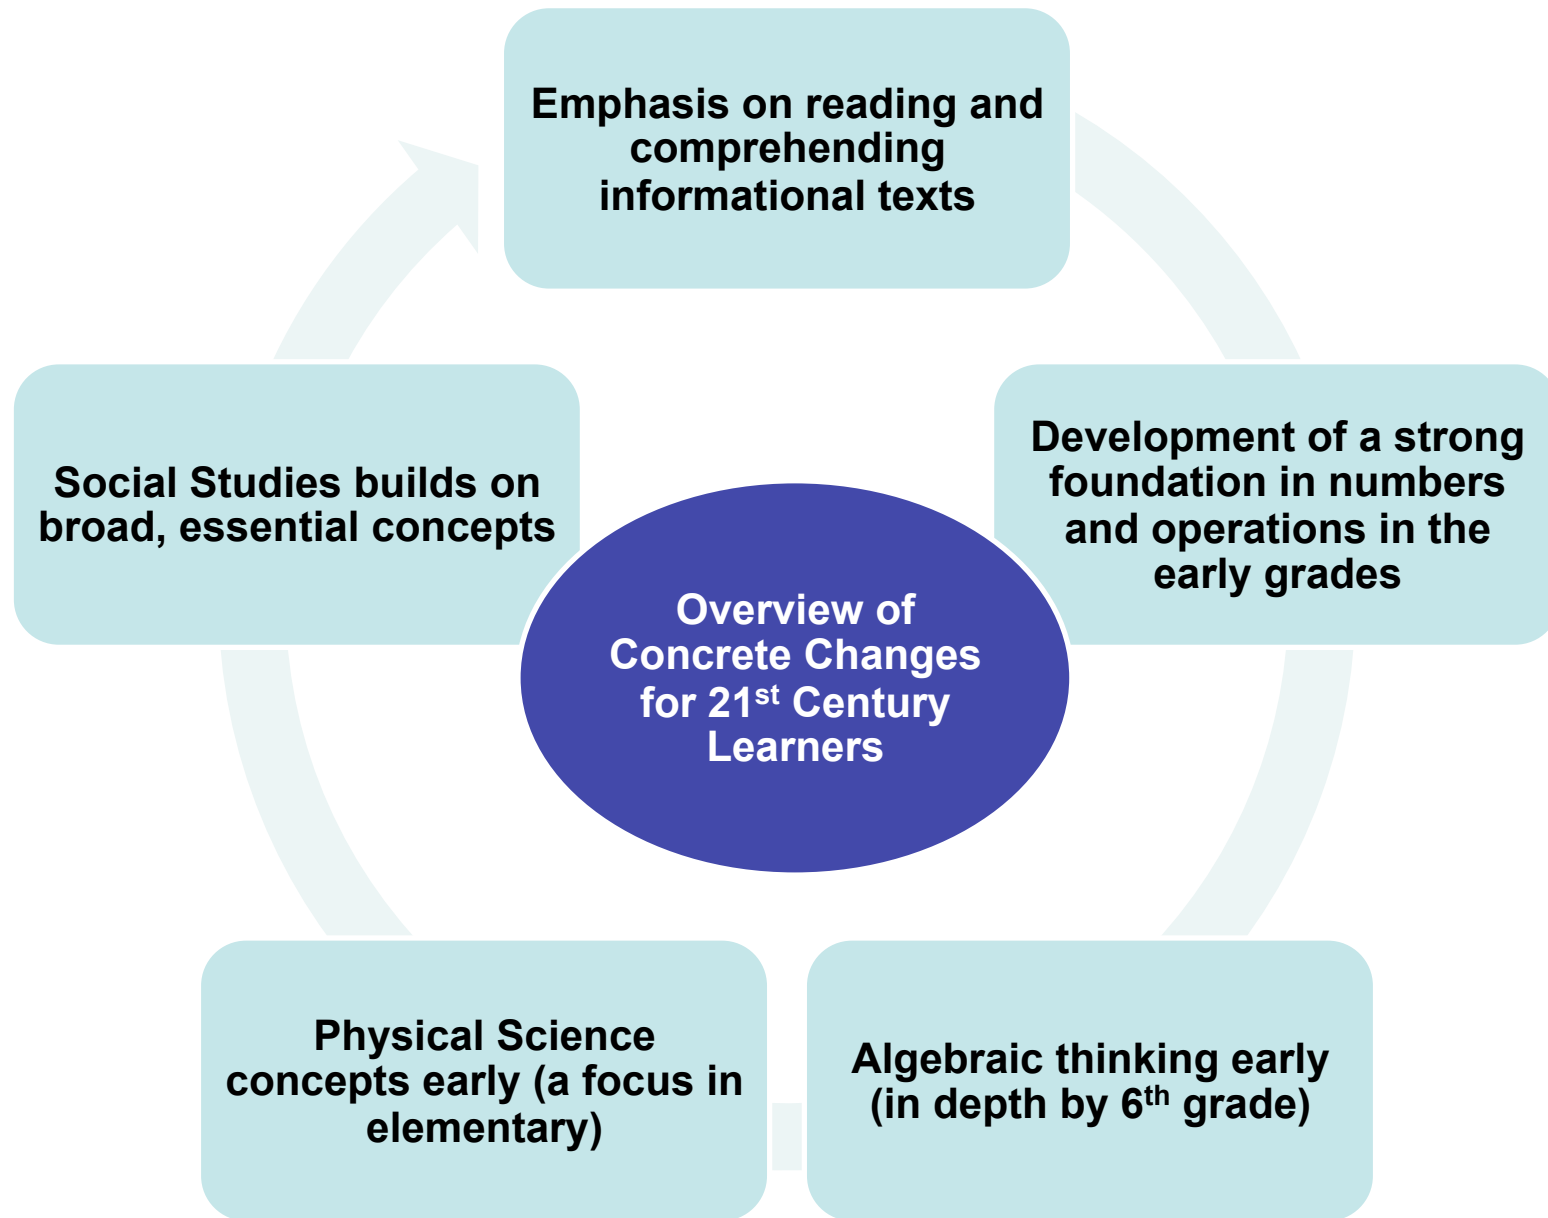 Emphasis on reading and
comprehending
informational texts
Development of a strong
foundation in numbers
and operations in the
early grades
Algebraic thinking early
(in depth by 6th grade)
Physical Science
concepts early (a focus in
elementary)
Social Studies builds on
broad, essential concepts
Overview of
Concrete Changes
for 21st Century
Learners